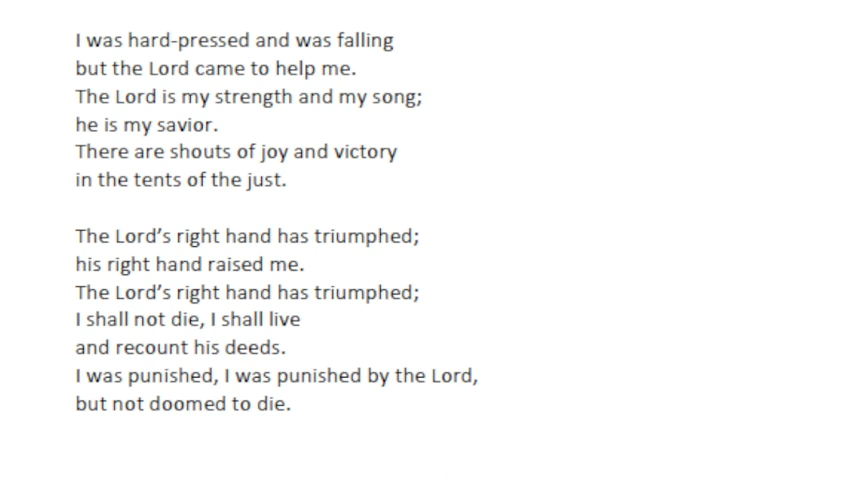 I was hard-pressed and was falling
but the Lord came to help me.
The Lord is my strength and my song;
he is my savior.
There are shouts of joy and victory
in the tents of the just.

The Lord’s right hand has triumphed;
his right hand raised me.
The Lord’s right hand has triumphed;
I shall not die, I shall live
and recount his deeds.
I was punished, I was punished by the Lord,
but not doomed to die.